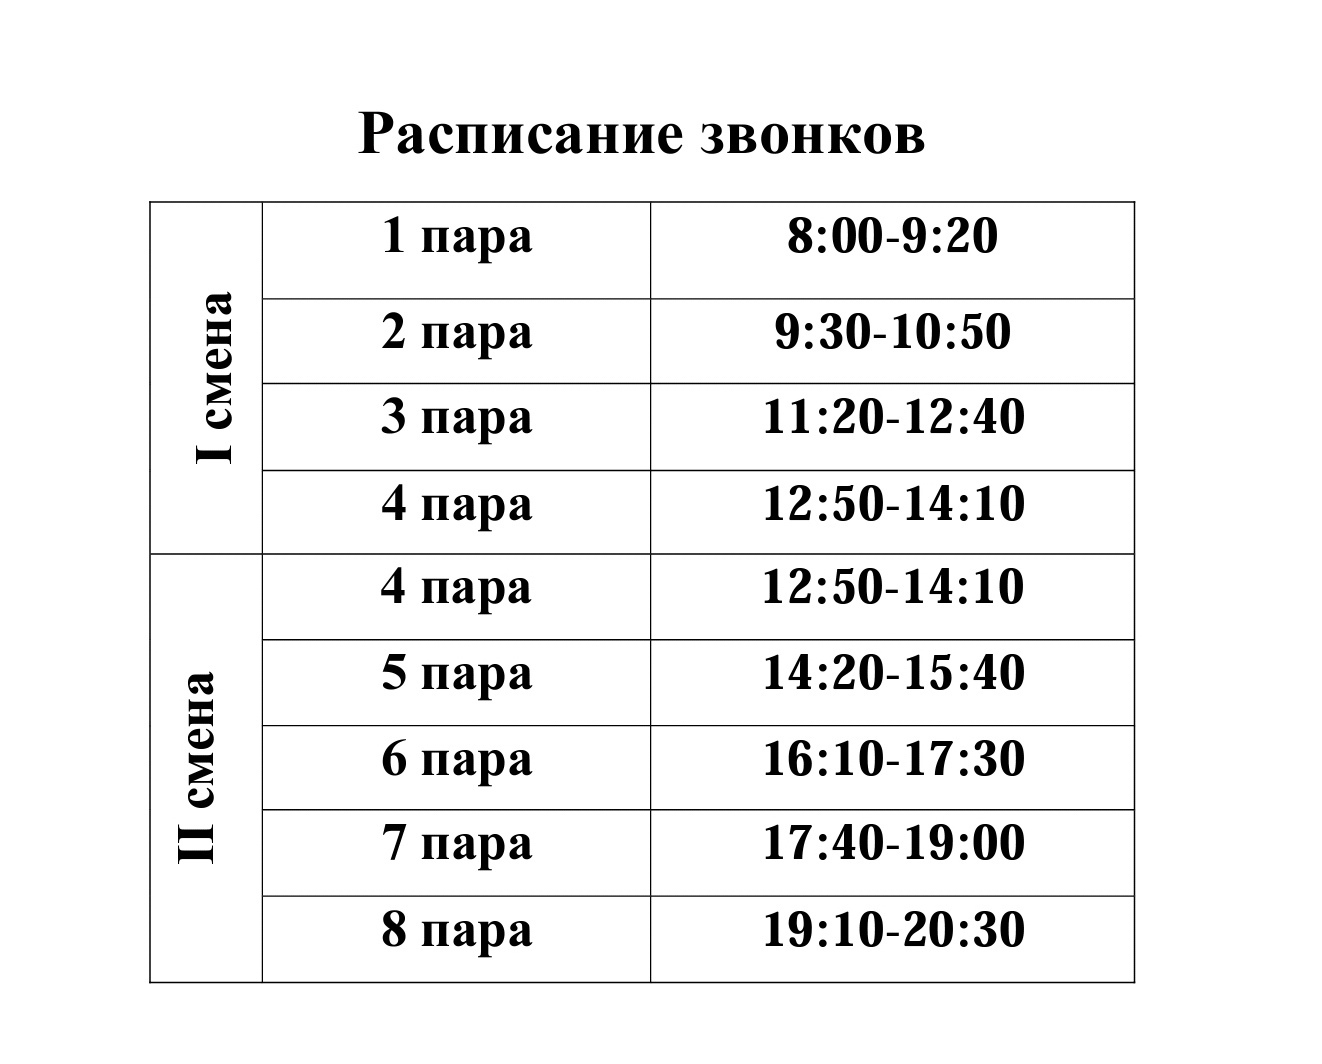 Расписание звонков
I смена
1 пара 8:00-9:20
2 пара 9:30-10:50
3 пара 11:20-12:40
4 пара 12:50-14:10
II смена
4 пара 12:50-14:10
5 пара 14:20-15:40
6 пара 16:10-17:30
7 пара 17:40-19:00
8 пара 19:10-20:30